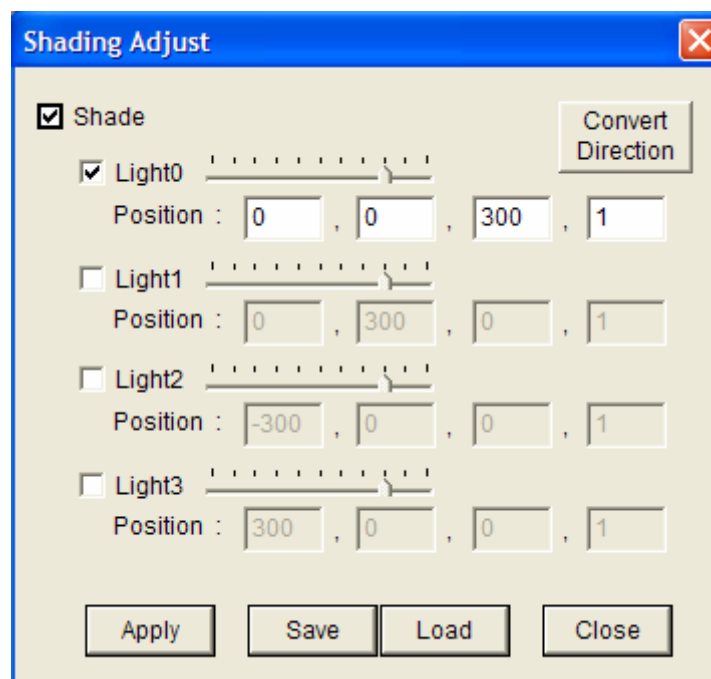 Shading Adjust
Shade
Convert
Direction
Light0
Position : 0 , 0 , 300 , 1
Light1
Position : 0 , 300 , 0 , 1
Light2
Position : -300 , 0 , 0 , 1
Light3
Position : 300 , 0 , 0 , 1
Apply Save Load Close